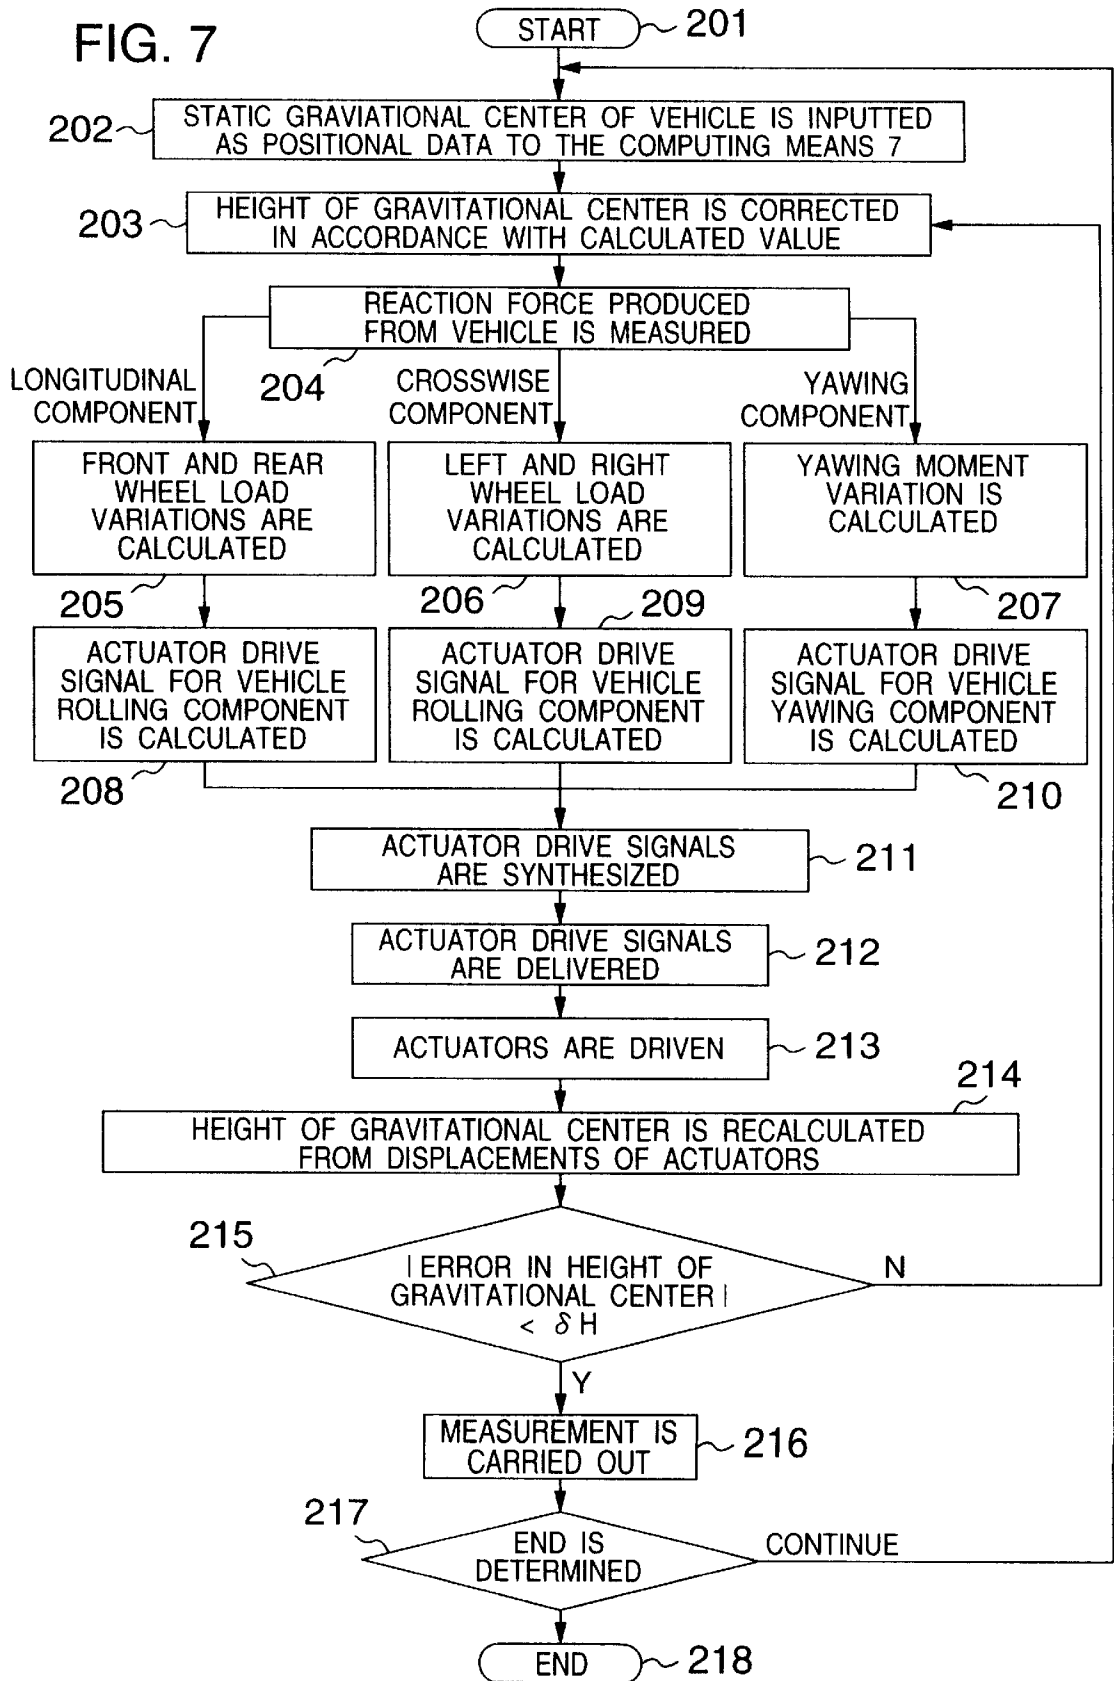 FIG. 7
START
201
202
STATIC GRAVIATIONAL CENTER OF VEHICLE IS INPUTTED
AS POSITIONAL DATA TO THE COMPUTING MEANS 7
203
HEIGHT OF GRAVITATIONAL CENTER IS CORRECTED
IN ACCORDANCE WITH CALCULATED VALUE
REACTION FORCE PRODUCED
FROM VEHICLE IS MEASURED
204
LONGITUDINAL
COMPONENT
CROSSWISE
COMPONENT
YAWING
COMPONENT
FRONT AND REAR
WHEEL LOAD
VARIATIONS ARE
CALCULATED
205
LEFT AND RIGHT
WHEEL LOAD
VARIATIONS ARE
CALCULATED
206
YAWING MOMENT
VARIATION IS
CALCULATED
207
ACTUATOR DRIVE
SIGNAL FOR VEHICLE
ROLLING COMPONENT
IS CALCULATED
208
209
ACTUATOR DRIVE
SIGNAL FOR VEHICLE
ROLLING COMPONENT
IS CALCULATED
ACTUATOR DRIVE
SIGNAL FOR VEHICLE
YAWING COMPONENT
IS CALCULATED
210
ACTUATOR DRIVE SIGNALS
ARE SYNTHESIZED
211
ACTUATOR DRIVE SIGNALS
ARE DELIVERED
212
ACTUATORS ARE DRIVEN
213
214
HEIGHT OF GRAVITATIONAL CENTER IS RECALCULATED
FROM DISPLACEMENTS OF ACTUATORS
215
| ERROR IN HEIGHT OF
GRAVITATIONAL CENTER |
< δH
N
Y
MEASUREMENT IS
CARRIED OUT
216
217
END IS
DETERMINED
CONTINUE
END
218